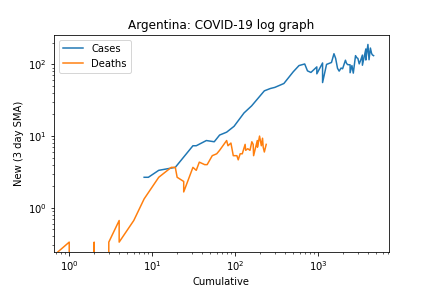 Argentina: COVID-19 log graph
Cases
Deaths
New (3 day SMA)
10²
10¹
10⁰
10⁰ 10¹ 10² 10³
Cumulative